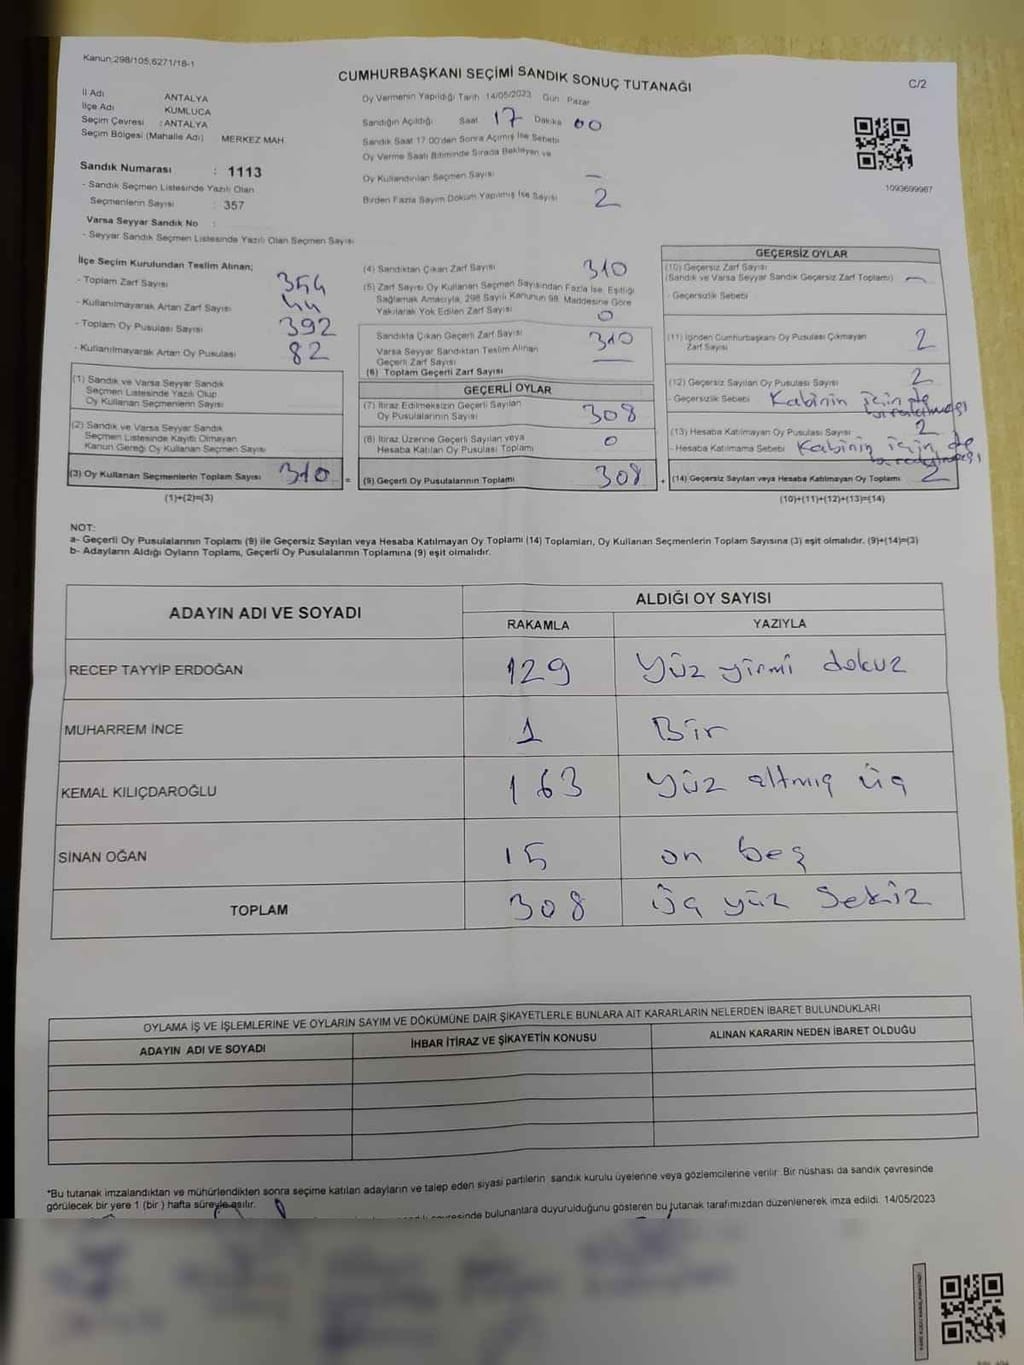 Kanun;298/105;6271/18-1
CUMHURBAŞKANI SEÇİMİ SANDIK SONUÇ TUTANAĞI
C/2
İl Adı ANTALYA
İlçe Adı KUMLUCA
Seçim Çevresi : ANTALYA
Seçim Bölgesi (Mahalle Adı) MERKEZ MAH
Sandık Numarası : 1113
- Sandık Seçmen Listesinde Yazılı Olan
Seçmenlerin Sayısı : 357
Varsa Seyyar Sandık No :
- Seyyar Sandık Seçmen Listesinde Yazılı Olan Seçmen Sayısı
Oy Vermenin Yapıldığı Tarih 14/05/2023 Gün Pazar
Sandığın Açıldığı Saat 17 Dakika 00
Sandık Saat 17:00'den Sonra Açımış İse Sebebi
Oy Verme Saati Bitiminde Sırada Bekleyen ve
Oy Kullandırılan Seçmen Sayısı –
Birden Fazla Sayım Döküm Yapılmış İse Sayısı 2
1093699987
İlçe Seçim Kurulundan Teslim Alınan;
- Toplam Zarf Sayısı 354
- Kullanılmayarak Artan Zarf Sayısı 44
- Toplam Oy Pusulası Sayısı 392
- Kullanılmayarak Artan Oy Pusulası 82
(1) Sandık ve Varsa Seyyar Sandık
Seçmen Listesinde Yazılı Olup
Oy Kullanan Seçmenlerin Sayısı
(2) Sandık ve Varsa Seyyar Sandık
Seçmen Listesinde Kayıtlı Olmayan
Kanun Gereği Oy Kullanan Seçmen Sayısı
(3) Oy Kullanan Seçmenlerin Toplam Sayısı 310 =
(1)+(2)=(3)
(4) Sandıktan Çıkan Zarf Sayısı 310
(5) Zarf Sayısı Oy Kullanan Seçmen Sayısından Fazla İse, Eşitliği
Sağlamak Amacıyla, 298 Sayılı Kanunun 98. Maddesine Göre
Yakılarak Yok Edilen Zarf Sayısı 0
Sandıkta Çıkan Geçerli Zarf Sayısı 310
Varsa Seyyar Sandıktan Teslim Alınan
Geçerli Zarf Sayısı —
(6) Toplam Geçerli Zarf Sayısı
GEÇERLİ OYLAR
(7) İtiraz Edilmeksizin Geçerli Sayılan
Oy Pusulalarının Sayısı 308
(8) İtiraz Üzerine Geçerli Sayılan veya
Hesaba Katılan Oy Pusulası Toplamı 0
(9) Geçerli Oy Pusulalarının Toplamı 308 +
GEÇERSİZ OYLAR
(10) Geçersiz Zarf Sayısı
(Sandık ve Varsa Seyyar Sandık Geçersiz Zarf Toplamı) –
- Geçersizlik Sebebi
(11) İçinden Cumhurbaşkanı Oy Pusulası Çıkmayan
Zarf Sayısı 2
(12) Geçersiz Sayılan Oy Pusulası Sayısı 2
- Geçersizlik Sebebi Kabinin için de
(13) Hesaba Katılmayan Oy Pusulası Sayısı 2
- Hesaba Katılmama Sebebi Kabinin için de
(14) Geçersiz Sayılan veya Hesaba Katılmayan Oy Toplamı 2
(10)+(11)+(12)+(13)=(14)
NOT:
a- Geçerli Oy Pusulalarının Toplamı (9) ile Geçersiz Sayılan veya Hesaba Katılmayan Oy Toplamı (14) Toplamları, Oy Kullanan Seçmenlerin Toplam Sayısına (3) eşit olmalıdır. (9)+(14)=(3)
b- Adayların Aldığı Oyların Toplamı, Geçerli Oy Pusulalarının Toplamına (9) eşit olmalıdır.
ADAYIN ADI VE SOYADI ALDIĞI OY SAYISI
RAKAMLA YAZIYLA
RECEP TAYYİP ERDOĞAN 129 Yüz yirmi dokuz
MUHARREM İNCE 1 Bir
KEMAL KILIÇDAROĞLU 163 Yüz altmış üç
SİNAN OĞAN 15 on beş
TOPLAM 308 üç yüz Sekiz
OYLAMA İŞ VE İŞLEMLERİNE VE OYLARIN SAYIM VE DÖKÜMÜNE DAİR ŞİKAYETLERLE BUNLARA AİT KARARLARIN NELERDEN İBARET BULUNDUKLARI
ADAYIN ADI VE SOYADI İHBAR İTİRAZ VE ŞİKAYETİN KONUSU ALINAN KARARIN NEDEN İBARET OLDUĞU
*Bu tutanak imzalandıktan ve mühürlendikten sonra seçime katılan adayların ve talep eden siyasi partilerin sandık kurulu üyelerine veya gözlemcilerine verilir. Bir nüshası da sandık çevresinde
görülecek bir yere 1 (bir) hafta süreyle asılır.
çevresinde bulunanlara duyurulduğunu gösteren bu tutanak tarafımızdan düzenlenerek imza edildi. 14/05/2023